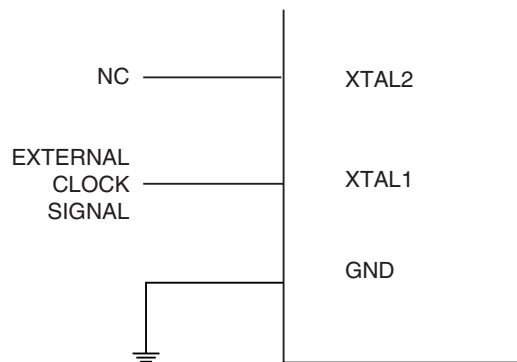 NC
XTAL2
EXTERNAL
CLOCK
SIGNAL
XTAL1
GND